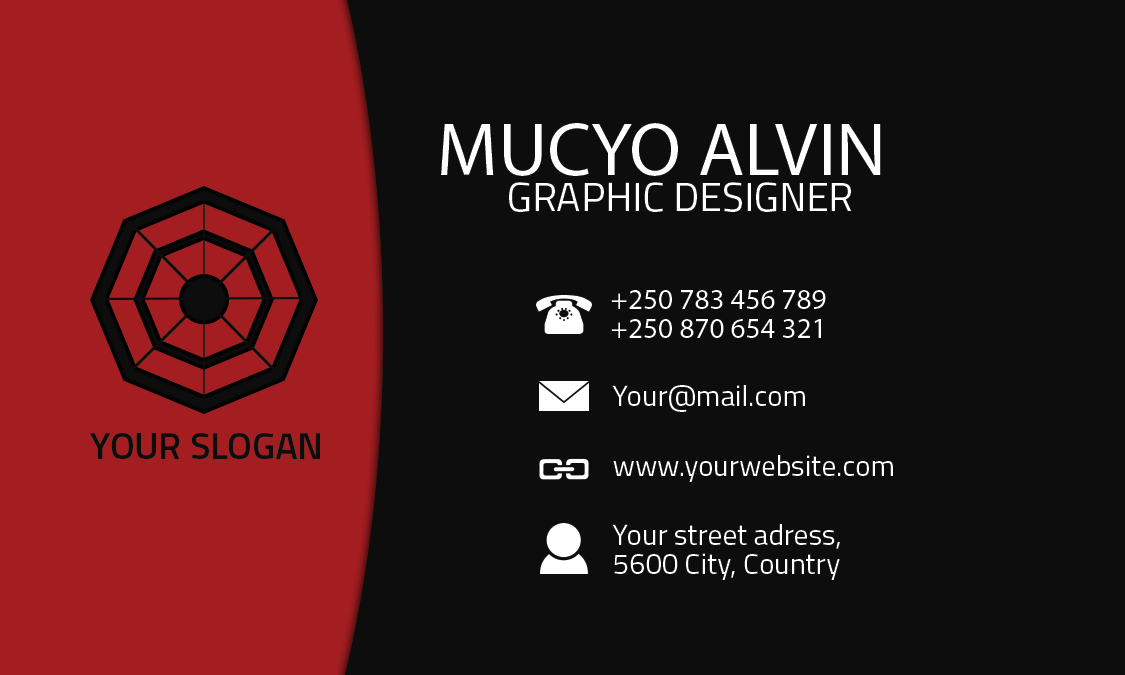 MUCYO ALVIN
GRAPHIC DESIGNER
+250 783 456 789
+250 870 654 321
Your@mail.com
www.yourwebsite.com
Your street adress,
5600 City, Country
YOUR SLOGAN